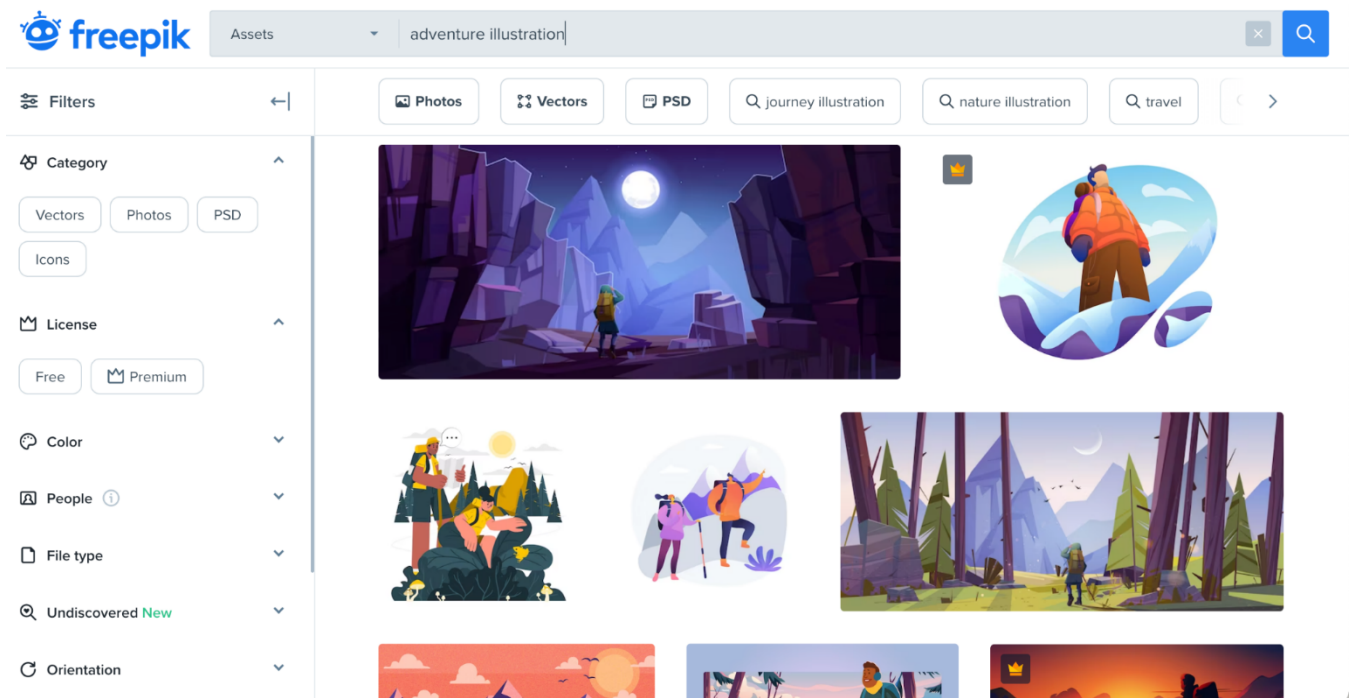 freepik
Assets
adventure illustration
Filters
Photos
Vectors
PSD
journey illustration
nature illustration
travel
Category
Vectors
Photos
PSD
Icons
License
Free
Premium
Color
People
File type
Undiscovered New
Orientation